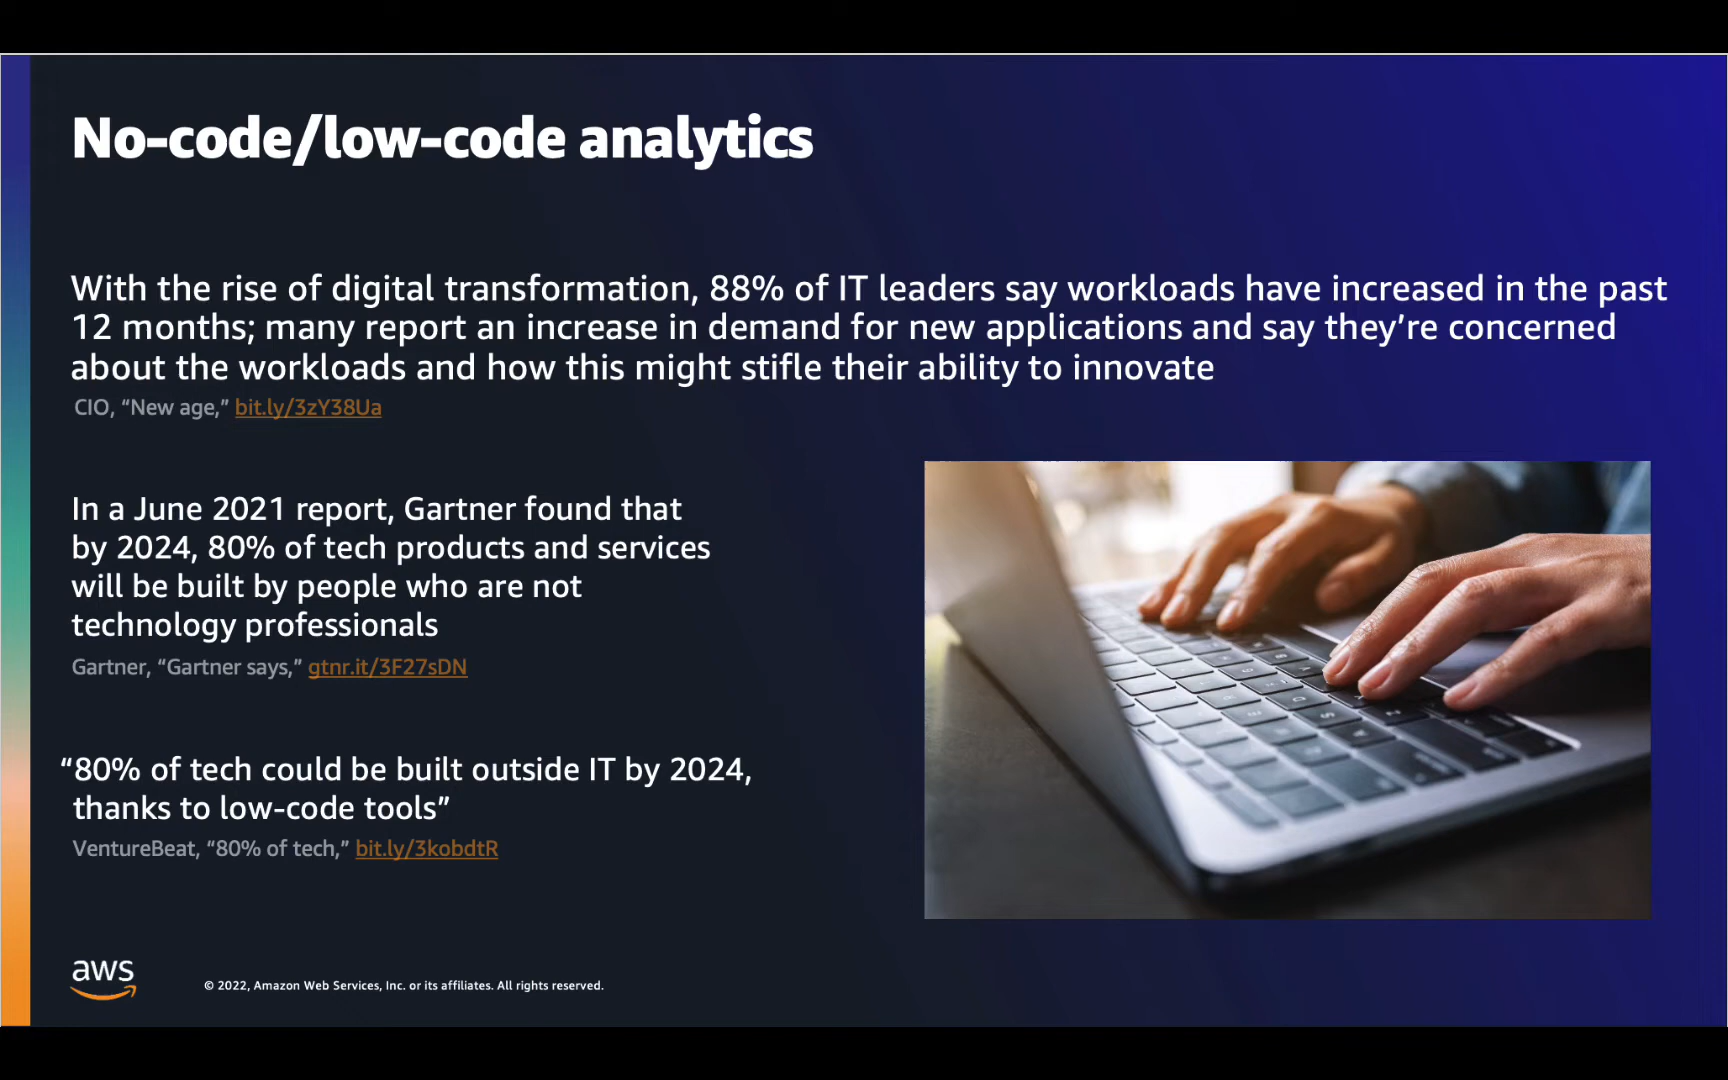 No-code/low-code analytics
With the rise of digital transformation, 88% of IT leaders say workloads have increased in the past
12 months; many report an increase in demand for new applications and say they’re concerned
about the workloads and how this might stifle their ability to innovate
CIO, “New age,” bit.ly/3zY38Ua
In a June 2021 report, Gartner found that
by 2024, 80% of tech products and services
will be built by people who are not
technology professionals
Gartner, “Gartner says,” gtnr.it/3F27sDN
“80% of tech could be built outside IT by 2024,
thanks to low-code tools”
VentureBeat, “80% of tech,” bit.ly/3kobdtR
aws
© 2022, Amazon Web Services, Inc. or its affiliates. All rights reserved.